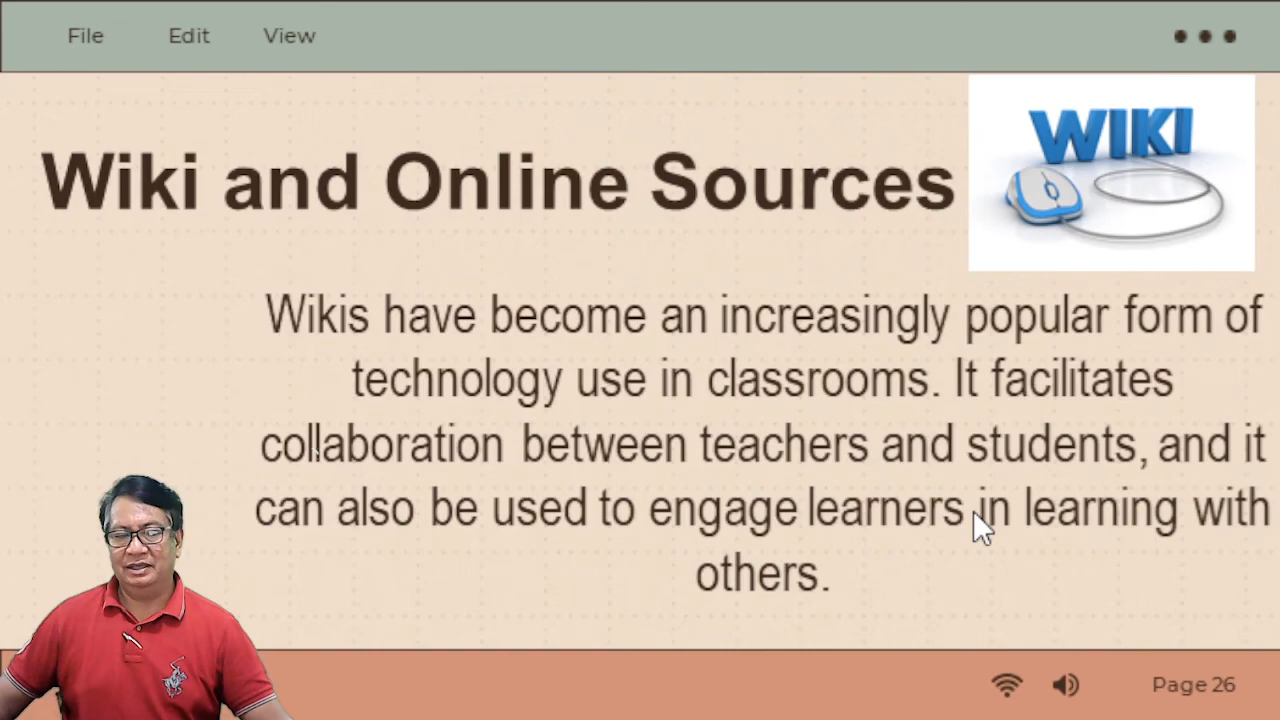 File Edit View
WIKI
Wiki and Online Sources
Wikis have become an increasingly popular form of
technology use in classrooms. It facilitates
collaboration between teachers and students, and it
can also be used to engage learners in learning with
others.
Page 26